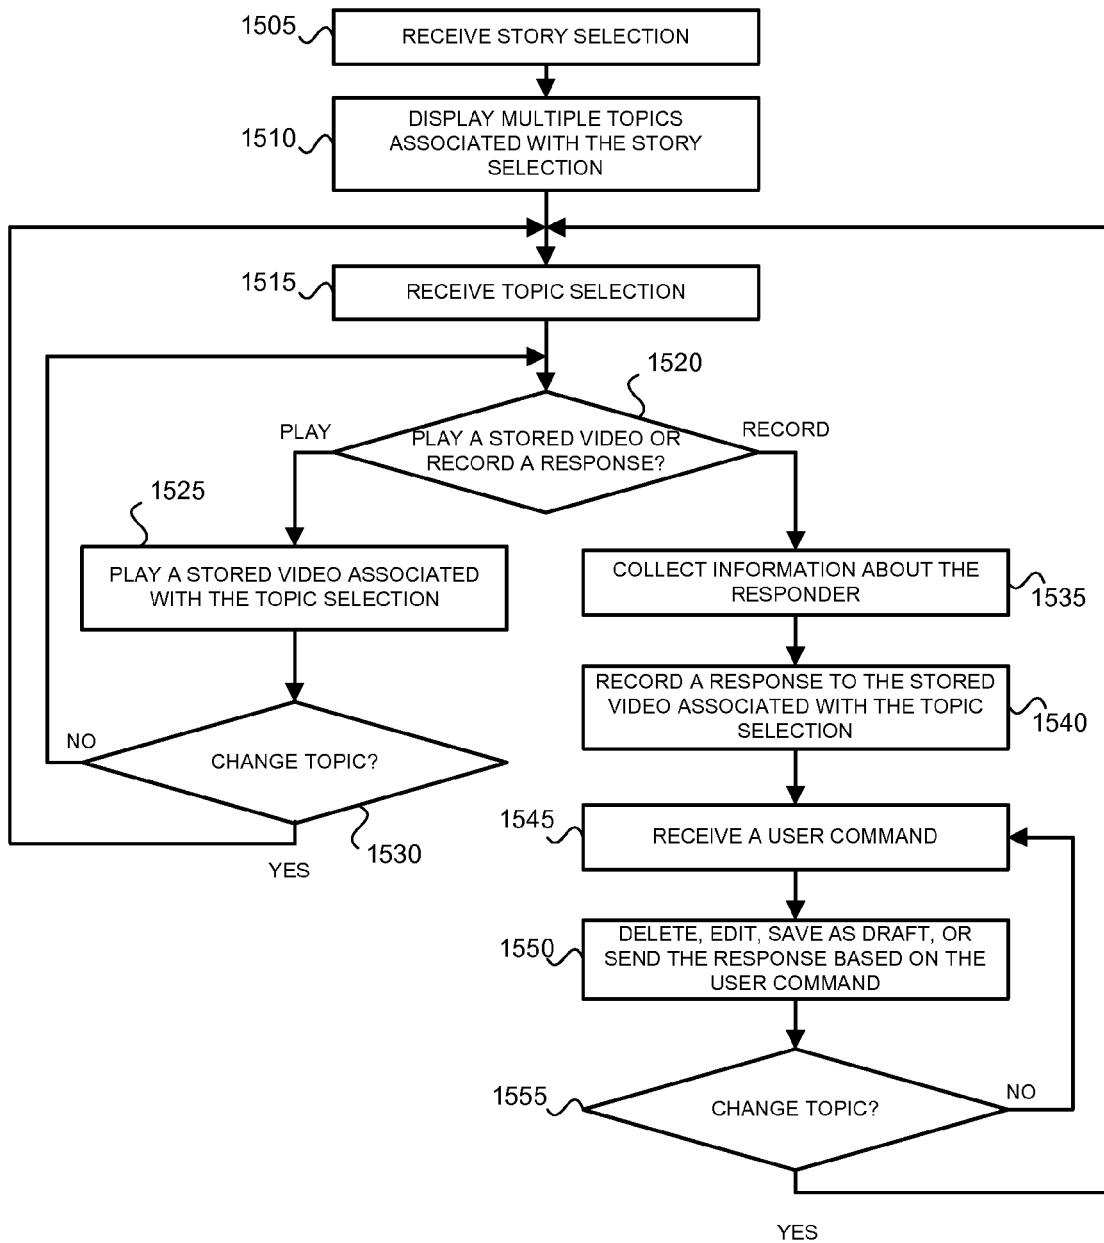 1505
RECEIVE STORY SELECTION
1510
DISPLAY MULTIPLE TOPICS
ASSOCIATED WITH THE STORY
SELECTION
1515
RECEIVE TOPIC SELECTION
1520
PLAY
PLAY A STORED VIDEO OR
RECORD A RESPONSE?
RECORD
1525
PLAY A STORED VIDEO ASSOCIATED
WITH THE TOPIC SELECTION
NO
CHANGE TOPIC?
1530
YES
COLLECT INFORMATION ABOUT THE
RESPONDER
1535
RECORD A RESPONSE TO THE STORED
VIDEO ASSOCIATED WITH THE TOPIC
SELECTION
1540
1545
RECEIVE A USER COMMAND
1550
DELETE, EDIT, SAVE AS DRAFT, OR
SEND THE RESPONSE BASED ON THE
USER COMMAND
1555
CHANGE TOPIC?
NO
YES